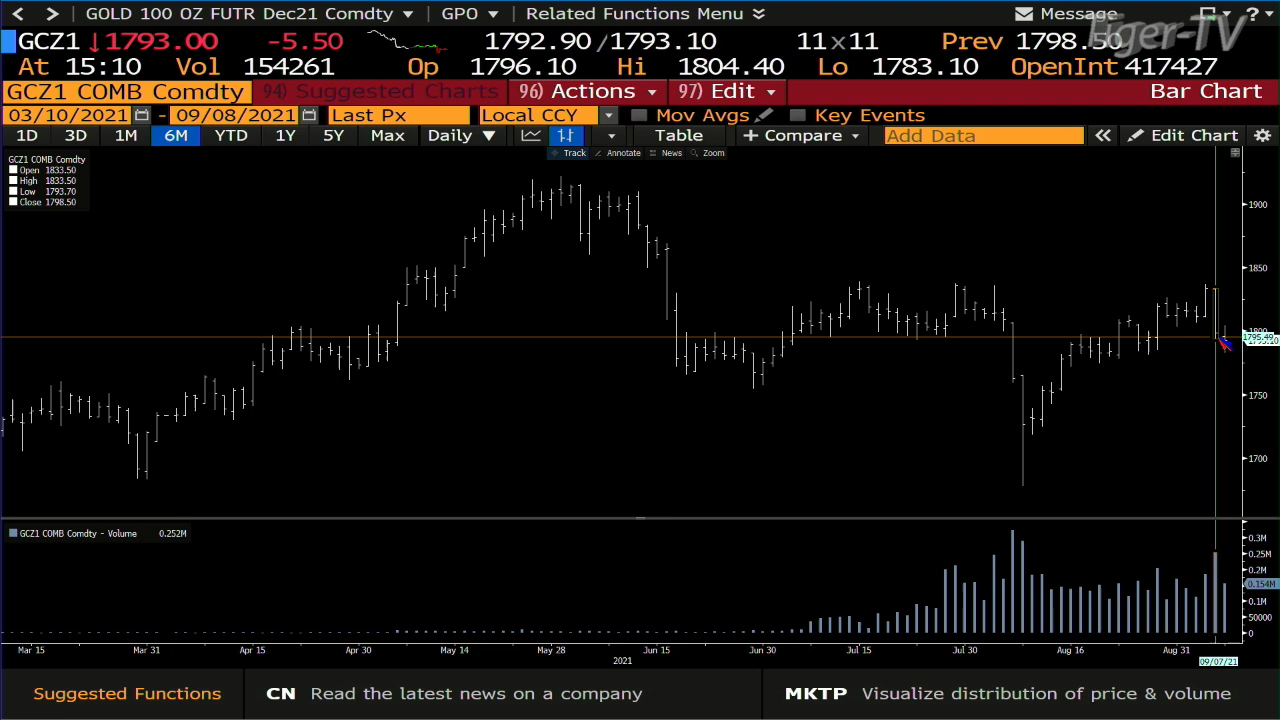 GOLD 100 OZ FUTR Dec21 Comdty GPO Related Functions Menu Message ?
GCZ1 ↓1793.00 -5.50 1792.90/1793.10 11x11 Prev 1798.50
Tiger-TV
At 15:10 Vol 154261 Op 1796.10 Hi 1804.40 Lo 1783.10 OpenInt 417427
GCZ1 COMB Comdty 94) Suggested Charts 96) Actions 97) Edit Bar Chart
03/10/2021 - 09/08/2021 Last Px Local CCY Mov Avgs Key Events
1D 3D 1M 6M YTD 1Y 5Y Max Daily Table + Compare Add Data « Edit Chart
Track Annotate News Zoom
GCZ1 COMB Comdty
Open 1833.50
High 1833.50
Low 1793.70
Close 1798.50
1900
1850
1800
1750
1700
GCZ1 COMB Comdty - Volume 0.252M
0.3M
0.25M
0.2M
0.154M
0.1M
50000
0
Mar 15 Mar 31 Apr 15 Apr 30 May 14 May 28 Jun 15 Jun 30 Jul 15 Jul 30 Aug 16 Aug 31
2021 09/07/21
Suggested Functions CN Read the latest news on a company MKTP Visualize distribution of price & volume